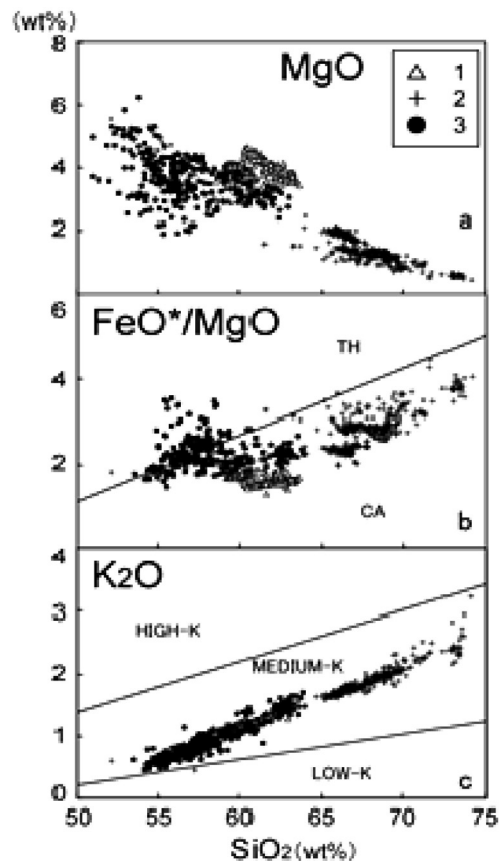 (wt%)
8
MgO
1
2
3
6
4
2
a
6
FeO*/MgO
TH
4
2
CA
b
4
K2O
3
HIGH-K
MEDIUM-K
2
1
LOW-K
0
c
50 55 60 65 70 75
SiO2(wt%)